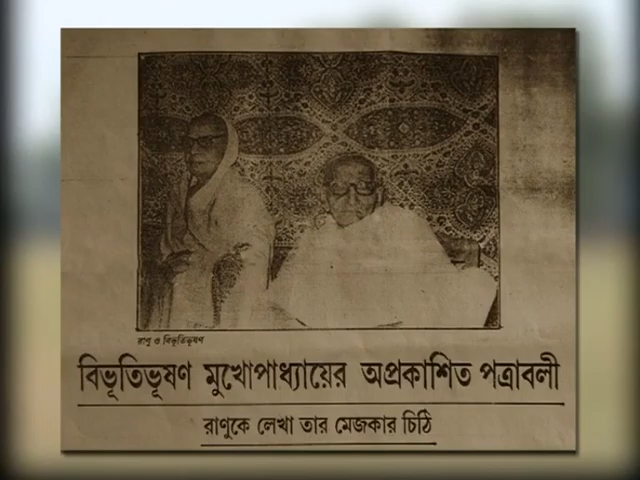 রাণু ও বিভূতিভূষণ
বিভূতিভূষণ মুখোপাধ্যায়ের অপ্রকাশিত পত্রাবলী
রাণুকে লেখা তার মেজকার চিঠি